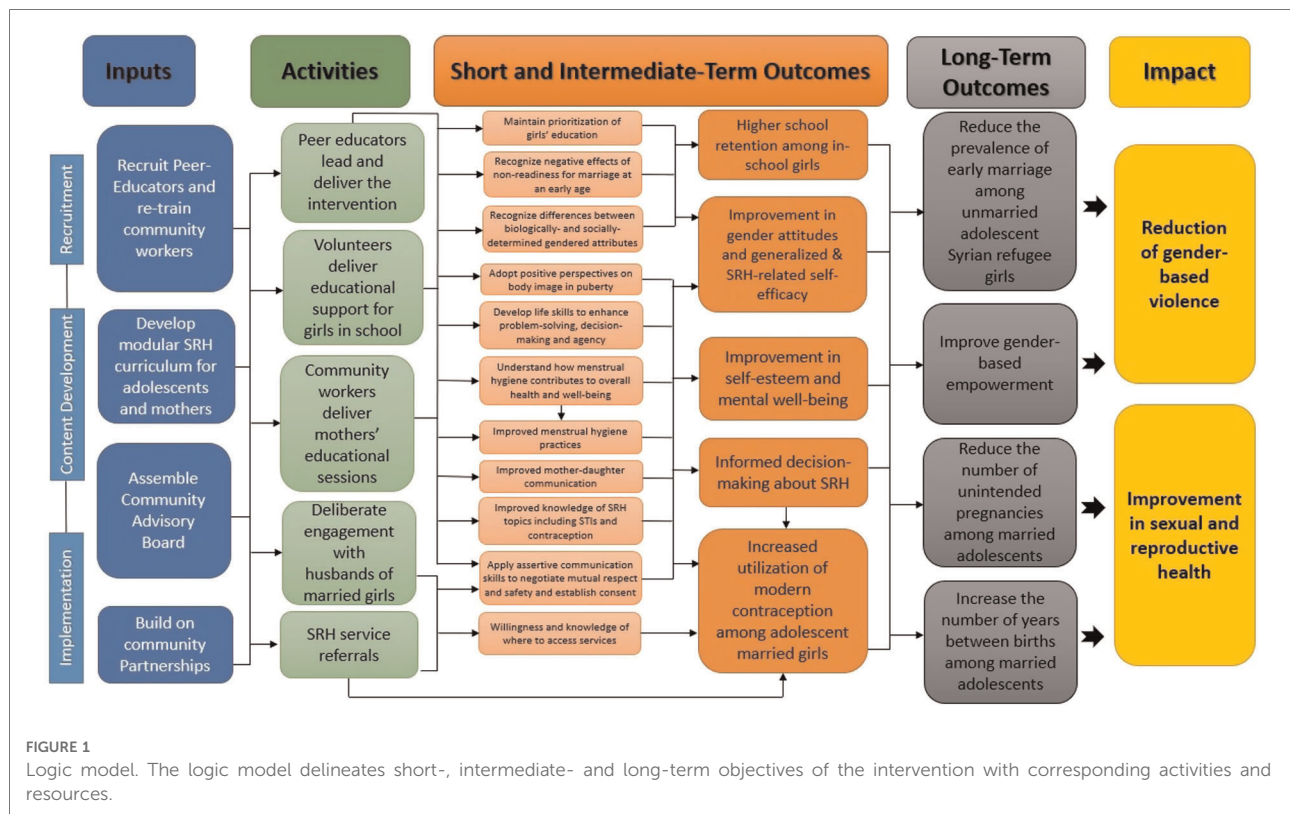 Inputs
Activities
Short and Intermediate-Term Outcomes
Long-Term
Outcomes
Impact
Recruitment
Content Development
Implementation
Recruit Peer-
Educators and
re-train
community
workers
Develop
modular SRH
curriculum for
adolescents
and mothers
Assemble
Community
Advisory
Board
Build on
community
Partnerships
Peer educators
lead and
deliver the
intervention
Volunteers
deliver
educational
support for
girls in school
Community
workers
deliver
mothers’
educational
sessions
Deliberate
engagement
with
husbands of
married girls
SRH service
referrals
Maintain prioritization of
girls’ education
Recognize negative effects of
non-readiness for marriage at
an early age
Recognize differences between
biologically- and socially-
determined gendered attributes
Adopt positive perspectives on
body image in puberty
Develop life skills to enhance
problem-solving, decision-
making and agency
Understand how menstrual
hygiene contributes to overall
health and well-being
Improved menstrual hygiene
practices
Improved mother-daughter
communication
Improved knowledge of SRH
topics including STIs and
contraception
Apply assertive communication
skills to negotiate mutual respect
and safety and establish consent
Willingness and knowledge of
where to access services
Higher school
retention among in-
school girls
Improvement in
gender attitudes
and generalized &
SRH-related self-
efficacy
Improvement in
self-esteem and
mental well-being
Informed decision-
making about SRH
Increased
utilization of
modern
contraception
among adolescent
married girls
Reduce the
prevalence of
early marriage
among
unmarried
adolescent
Syrian refugee
girls
Improve gender-
based
empowerment
Reduce the
number of
unintended
pregnancies
among married
adolescents
Increase the
number of years
between births
among married
adolescents
Reduction
of gender-
based
violence
Improvement
in sexual and
reproductive
health
FIGURE 1
Logic model. The logic model delineates short-, intermediate- and long-term objectives of the intervention with corresponding activities and
resources.